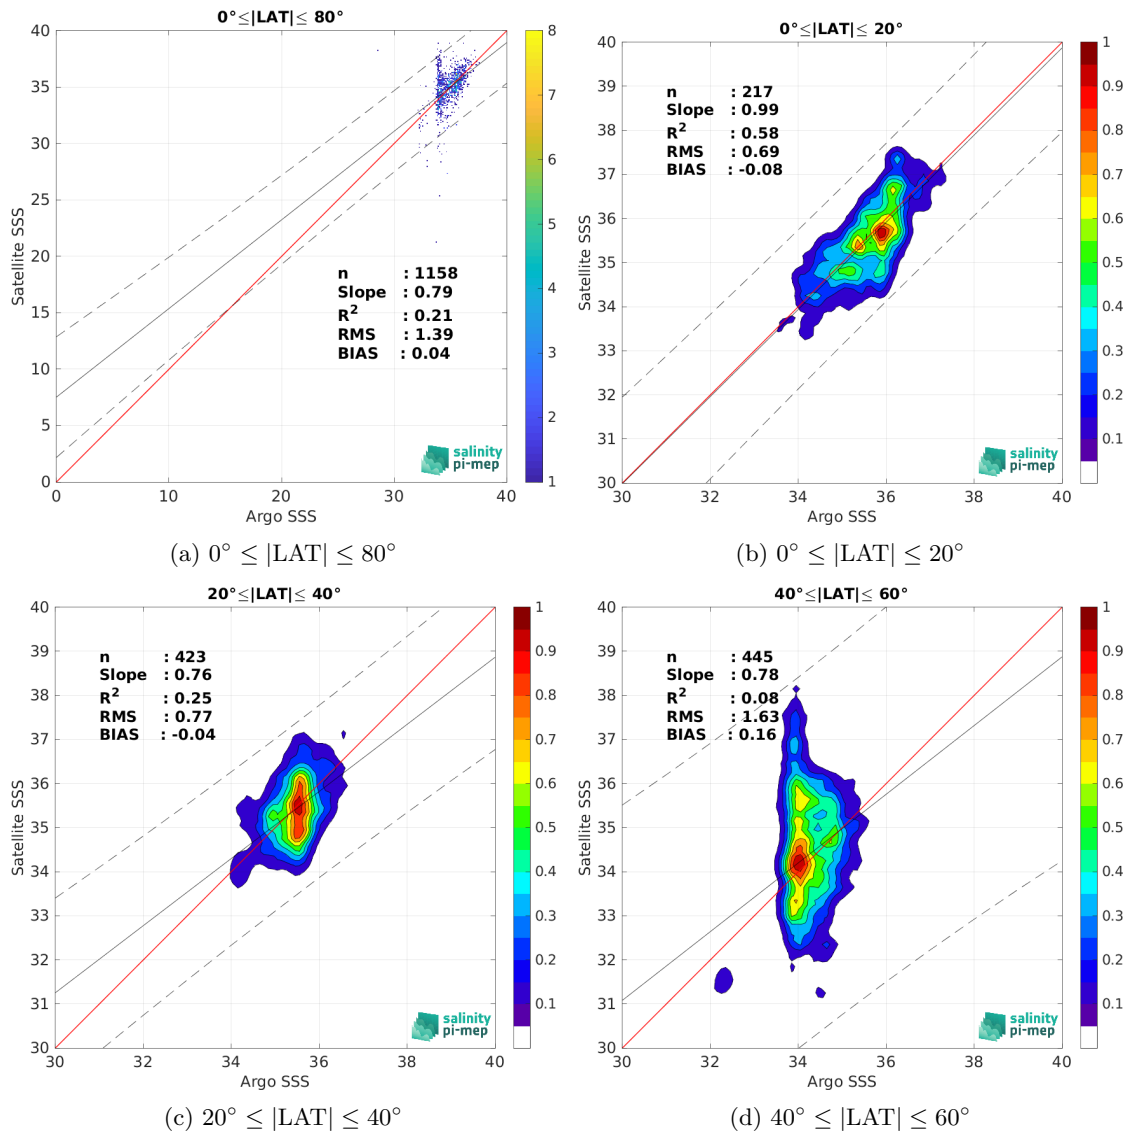 0°≤|LAT|≤ 80°
40
35
30
25
20
15
10
5
0
0 10 20 30 40
Satellite SSS
Argo SSS
n : 1158
Slope : 0.79
R² : 0.21
RMS : 1.39
BIAS : 0.04
salinity
pi-mep
8
7
6
5
4
3
2
1
(a) 0° ≤ |LAT| ≤ 80°
0°≤|LAT|≤ 20°
40
39
38
37
36
35
34
33
32
31
30
30 32 34 36 38 40
Satellite SSS
Argo SSS
n : 217
Slope : 0.99
R² : 0.58
RMS : 0.69
BIAS : -0.08
salinity
pi-mep
1
0.9
0.8
0.7
0.6
0.5
0.4
0.3
0.2
0.1
(b) 0° ≤ |LAT| ≤ 20°
20°≤|LAT|≤ 40°
40
39
38
37
36
35
34
33
32
31
30
30 32 34 36 38 40
Satellite SSS
Argo SSS
n : 423
Slope : 0.76
R² : 0.25
RMS : 0.77
BIAS : -0.04
salinity
pi-mep
1
0.9
0.8
0.7
0.6
0.5
0.4
0.3
0.2
0.1
(c) 20° ≤ |LAT| ≤ 40°
40°≤|LAT|≤ 60°
40
39
38
37
36
35
34
33
32
31
30
30 32 34 36 38 40
Satellite SSS
Argo SSS
n : 445
Slope : 0.78
R² : 0.08
RMS : 1.63
BIAS : 0.16
salinity
pi-mep
1
0.9
0.8
0.7
0.6
0.5
0.4
0.3
0.2
0.1
(d) 40° ≤ |LAT| ≤ 60°